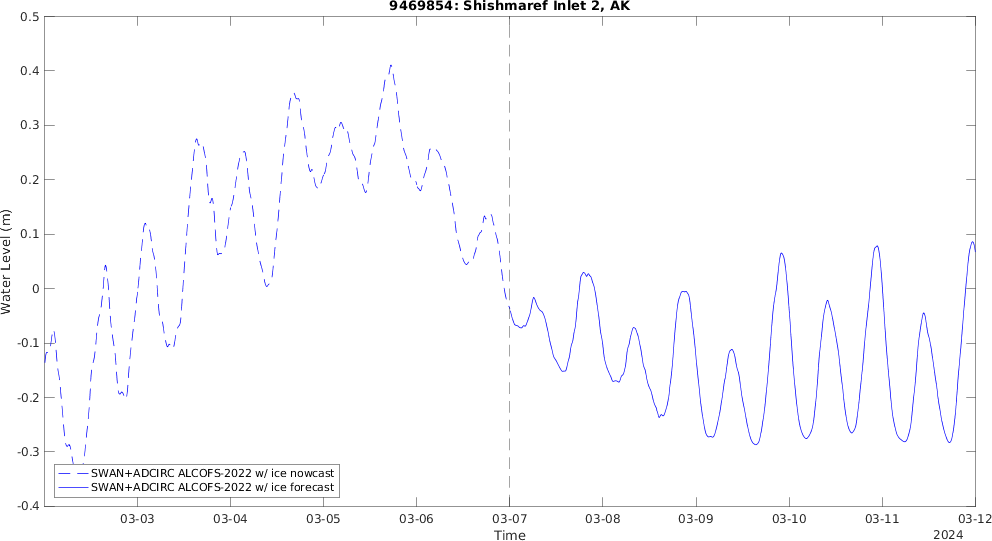 9469854: Shishmaref Inlet 2, AK
0.5
0.4
0.3
0.2
0.1
0
-0.1
-0.2
-0.3
-0.4
Water Level (m)
SWAN+ADCIRC ALCOFS-2022 w/ ice nowcast
SWAN+ADCIRC ALCOFS-2022 w/ ice forecast
03-03 03-04 03-05 03-06 03-07 03-08 03-09 03-10 03-11 03-12
Time
2024